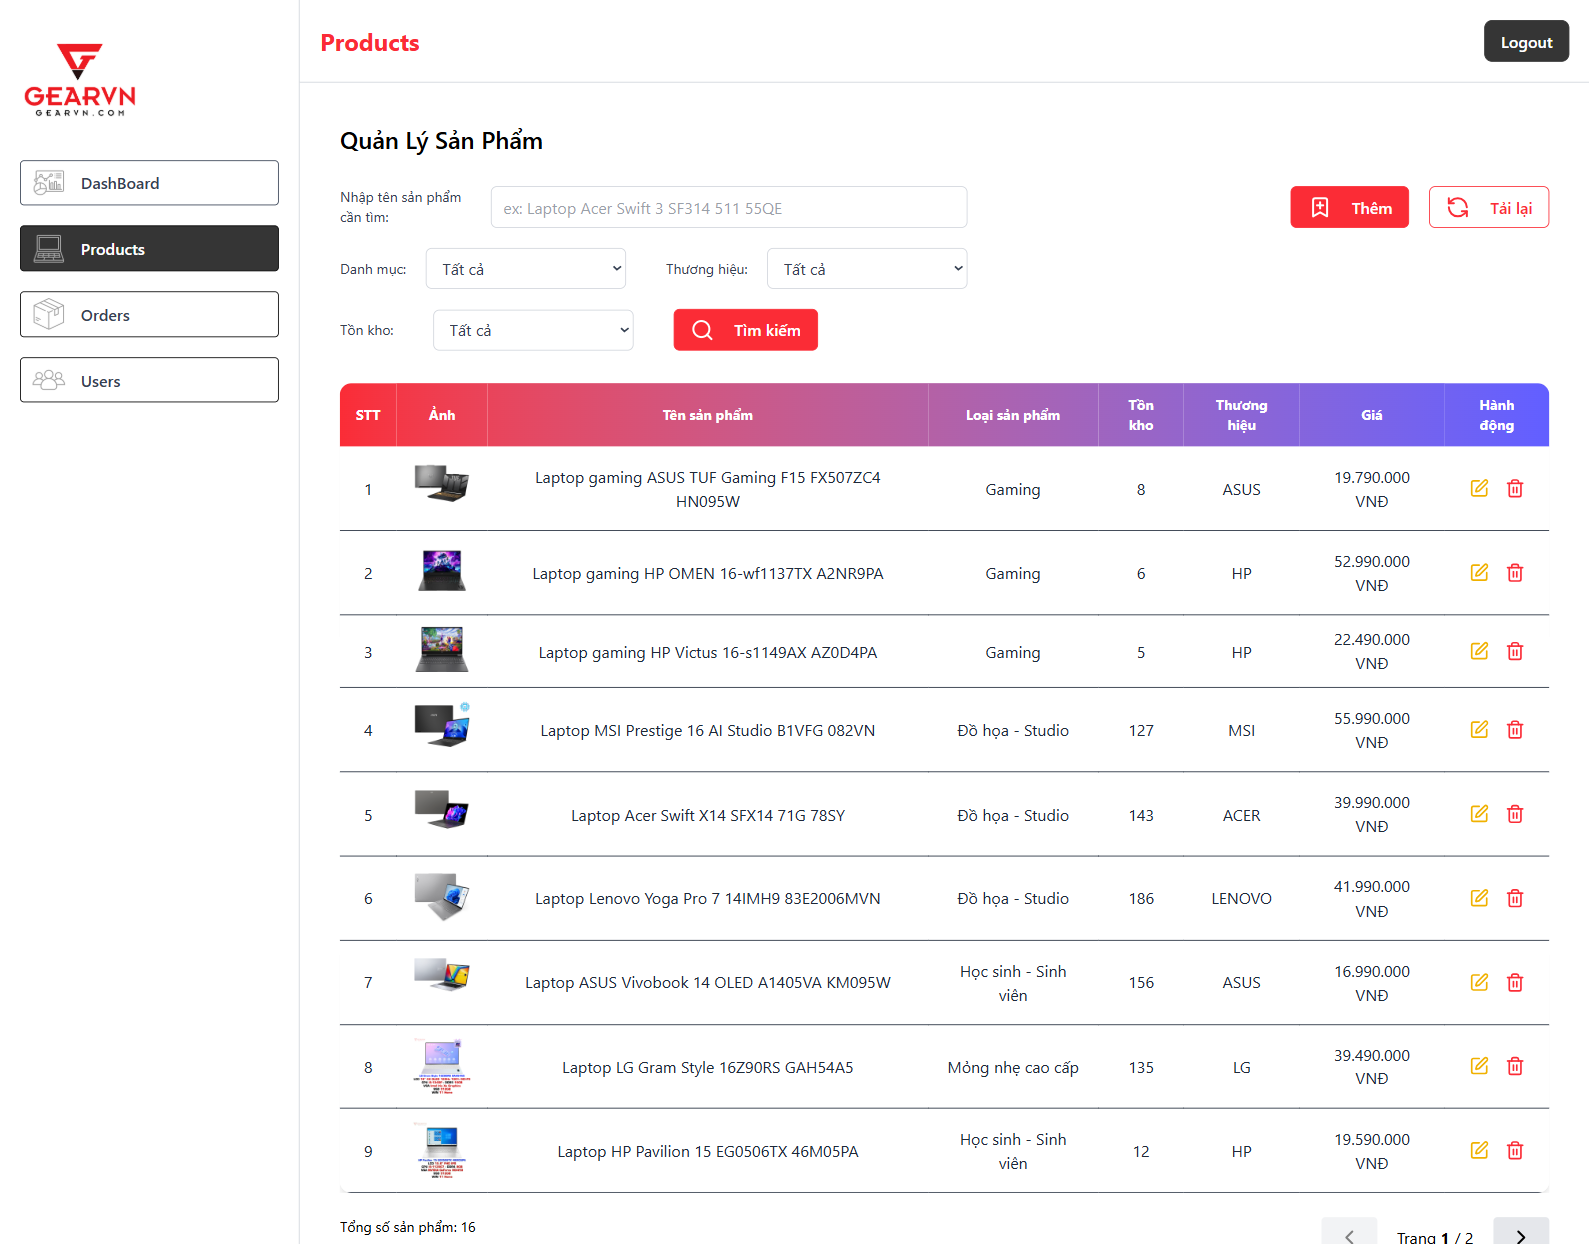 GEARVN
GEARVN.COM
DashBoard
Products
Orders
Users
Products
Logout
Quản Lý Sản Phẩm
Nhập tên sản phẩm
cần tìm:
ex: Laptop Acer Swift 3 SF314 511 55QE
Thêm
Tải lại
Danh mục:
Tất cả
Thương hiệu:
Tất cả
Tồn kho:
Tất cả
Tìm kiếm
STT Ảnh Tên sản phẩm Loại sản phẩm Tồn kho Thương hiệu Giá Hành động
1 Laptop gaming ASUS TUF Gaming F15 FX507ZC4 HN095W Gaming 8 ASUS 19.790.000 VNĐ
2 Laptop gaming HP OMEN 16-wf1137TX A2NR9PA Gaming 6 HP 52.990.000 VNĐ
3 Laptop gaming HP Victus 16-s1149AX AZ0D4PA Gaming 5 HP 22.490.000 VNĐ
4 Laptop MSI Prestige 16 AI Studio B1VFG 082VN Đồ họa - Studio 127 MSI 55.990.000 VNĐ
5 Laptop Acer Swift X14 SFX14 71G 78SY Đồ họa - Studio 143 ACER 39.990.000 VNĐ
6 Laptop Lenovo Yoga Pro 7 14IMH9 83E2006MVN Đồ họa - Studio 186 LENOVO 41.990.000 VNĐ
7 Laptop ASUS Vivobook 14 OLED A1405VA KM095W Học sinh - Sinh viên 156 ASUS 16.990.000 VNĐ
8 Laptop LG Gram Style 16Z90RS GAH54A5 Mỏng nhẹ cao cấp 135 LG 39.490.000 VNĐ
9 Laptop HP Pavilion 15 EG0506TX 46M05PA Học sinh - Sinh viên 12 HP 19.590.000 VNĐ
Tổng số sản phẩm: 16
Trang 1 / 2